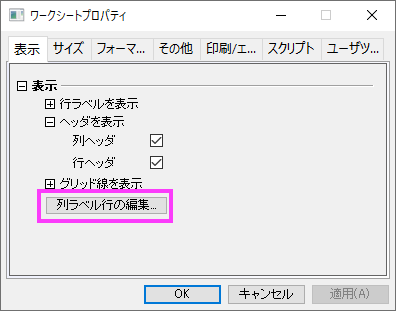 ワークシートプロパティ
表示 サイズ フォーマ... その他 印刷/エ... スクリプト ユーザツ...
表示
行ラベルを表示
ヘッダを表示
列ヘッダ
行ヘッダ
グリッド線を表示
列ラベル行の編集...
OK キャンセル 適用(A)